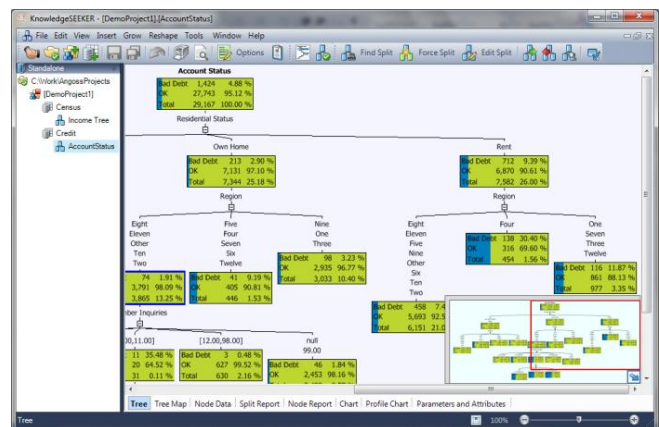 KnowledgeSEEKER - [DemoProject1].[AccountStatus]
File Edit View Insert Grow Reshape Tools Window Help
Options Find Split Force Split Edit Split
Standalone
C:\Work\AngossProjects
[DemoProject1]
Census
Income Tree
Credit
AccountStatus
Account Status
Bad Debt 1,424 4.88 %
OK 27,743 95.12 %
Total 29,167 100.00 %
Residential Status
Own Home Rent
Bad Debt 213 2.90 % Bad Debt 712 9.39 %
OK 7,131 97.10 % OK 6,870 90.61 %
Total 7,344 25.18 % Total 7,582 26.00 %
Region Region
Eight Five Nine Eight Four One
Eleven Four One Eleven Seven
Other Seven Three Five Three
Ten Six Nine Twelve
Two Twelve Other
Six
Ten
Two
74 1.91 %
3,791 98.09 %
3,865 13.25 %
Bad Debt 41 9.19 %
OK 405 90.81 %
Total 446 1.53 %
Bad Debt 98 3.23 %
OK 2,935 96.77 %
Total 3,033 10.40 %
Bad Debt 458 7.4
OK 5,693 92.5
Total 6,151 21.0
Bad Debt 138 30.40 %
OK 316 69.60 %
Total 454 1.56 %
Bad Debt 116 11.87 %
OK 861 88.13 %
Total 977 3.35 %
ber Inquiries
00,11.00] [12.00,98.00] null
99.00
11 35.48 %
20 64.52 %
31 0.11 %
Bad Debt 3 0.48 %
OK 627 99.52 %
Total 630 2.16 %
Bad Debt 46 1.84 %
OK 2,453 98.16 %
Tree Tree Map Node Data Split Report Node Report Chart Profile Chart Parameters and Attributes
Tree 100%